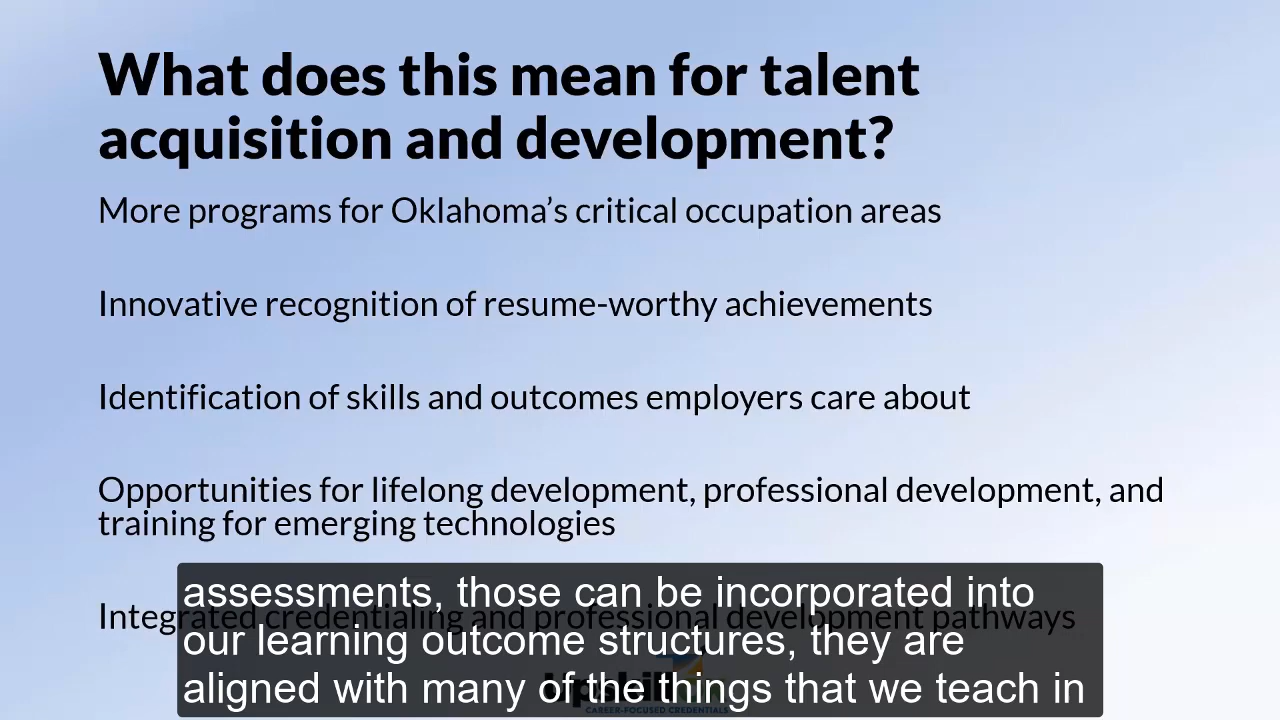 What does this mean for talent
acquisition and development?
More programs for Oklahoma’s critical occupation areas
Innovative recognition of resume-worthy achievements
Identification of skills and outcomes employers care about
Opportunities for lifelong development, professional development, and
training for emerging technologies
Integrated credentialing and professional development pathways
assessments, those can be incorporated into
our learning outcome structures, they are
aligned with many of the things that we teach in
CAREER-FOCUSED CREDENTIALS